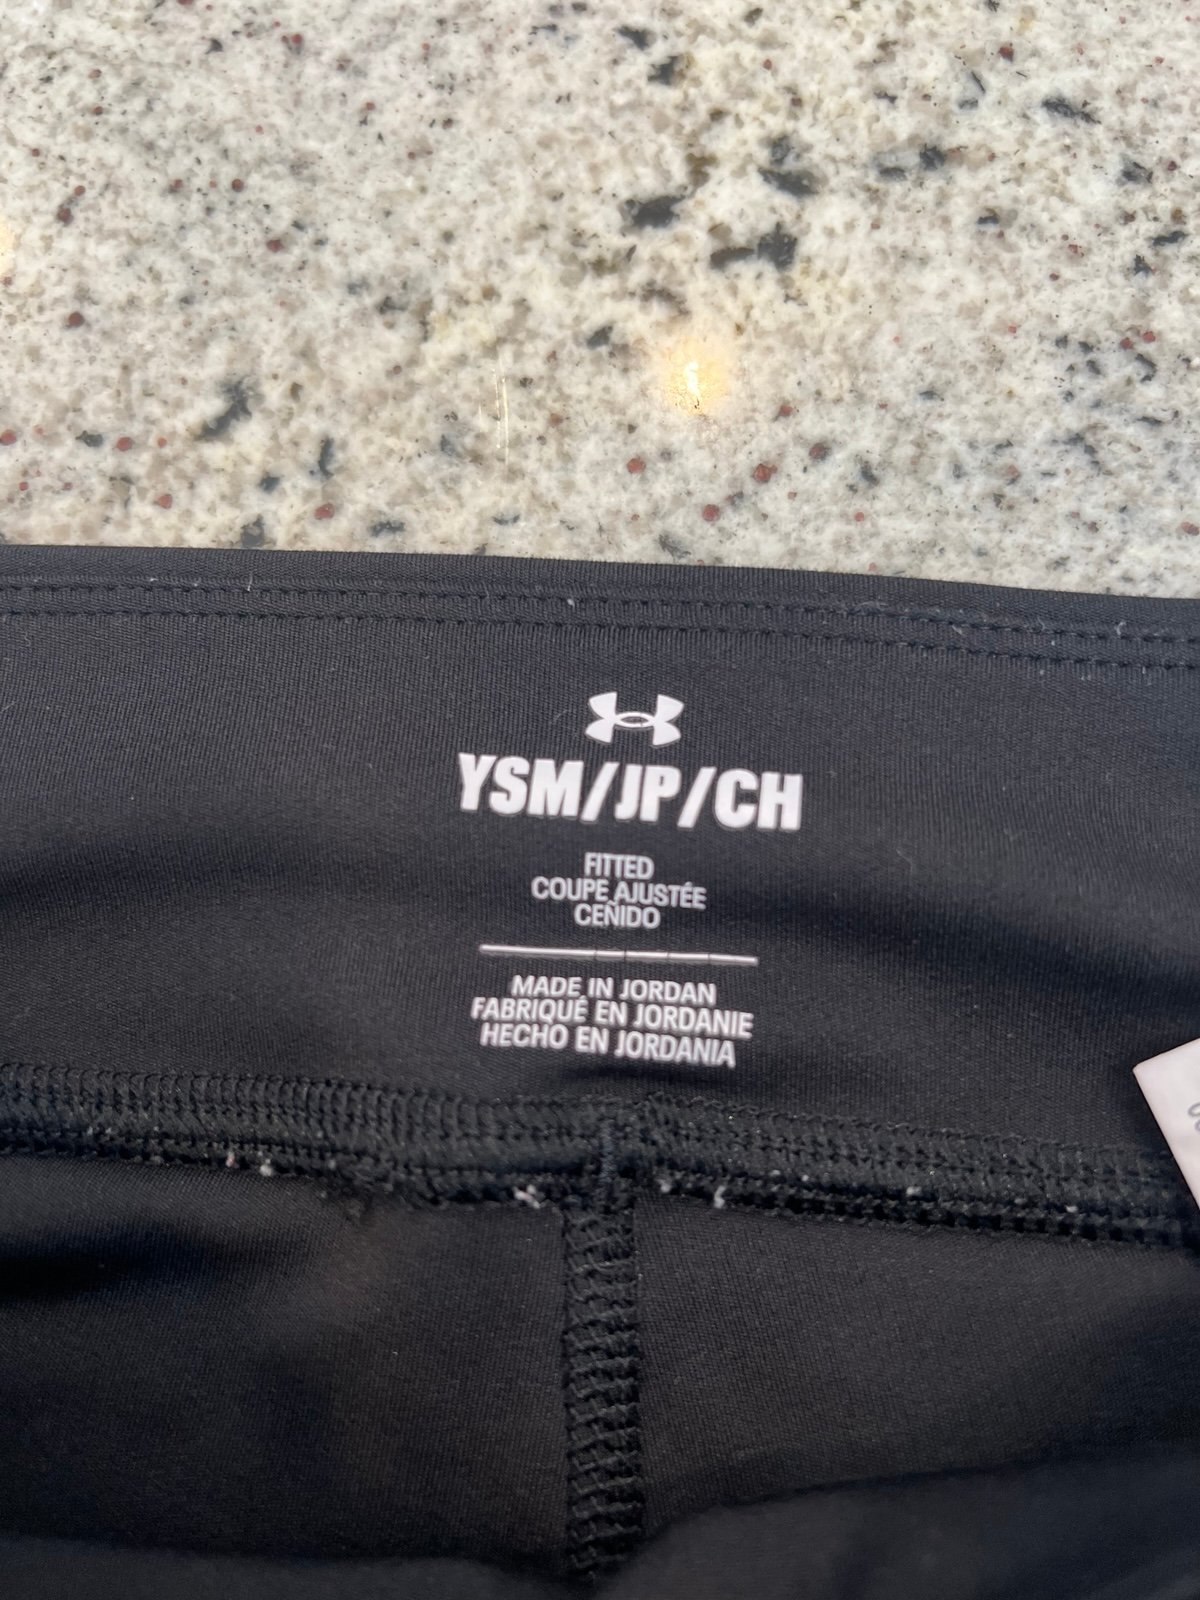 YSM/JP/CH
FITTED
COUPE AJUSTÉE
CEÑIDO
MADE IN JORDAN
FABRIQUÉ EN JORDANIE
HECHO EN JORDANIA